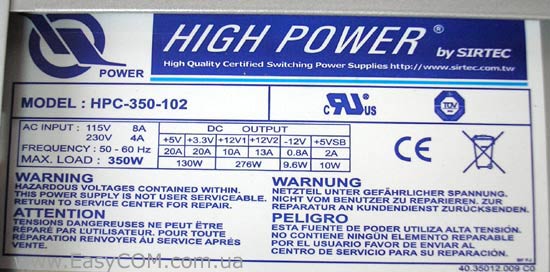 POWER
HIGH POWER®
by SIRTEC
High Quality Certified Switching Power Supplies http://www.sirtec.com.tw
MODEL : HPC-350-102
c RU us
TÜV
AC INPUT : 115V 8A
230V 4A
FREQUENCY : 50 - 60 Hz
MAX. LOAD : 350W
DC OUTPUT
+5V +3.3V +12V1 +12V2 -12V +5VSB
20A 20A 10A 13A 0.8A 2A
130W 276W 9.6W 10W
WARNING
HAZARDOUS VOLTAGES CONTAINED WITHIN.
THIS POWER SUPPLY IS NOT USER SERVICEABLE.
RETURN TO SERVICE CENTER FOR REPAIR.
ATTENTION
TENSIONS DANGEREUSES NE PEUT ÊTRE
RÉPARÉ PAR L'UTILISATEUR. POUR TOUTE
RÉPARATION RENVOYER AU SERVICE APRÉS
VENTE.
WARNUNG
NETZTEIL UNTER GEFÄHRLICHER SPANNUNG.
NICHT VOM BENUTZER ZU REPARIEREN. ZUR
REPARATUR AN KUNDENDIENST ZURÜCKSENDEN.
PELIGRO
ESTA FUENTE DE PODER UTILIZA ALTA TENSION.
NO CONTIENE NINGÚN ELEMENTO REPARABLE
POR EL USUARIO FAVOR DE ENVIAR AL
CENTRO DE SERVICIO PARA SU REPARACIÓN.
40.35012.009 C0
www.EasyCOM.com.ua